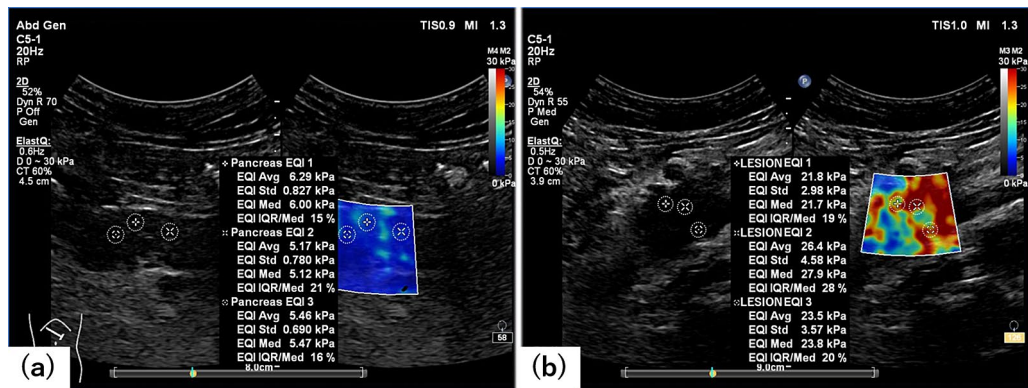 Abd Gen
TIS0.9 MI 1.3
C5-1
20Hz
RP
M4 M2
30 kPa
2D
52%
Dyn R 70
P Off
Gen
ElastQ:
0.6Hz
D 0 ~ 30 kPa
CT 60%
4.5 cm
0 kPa
Pancreas EQI 1
EQI Avg 6.29 kPa
EQI Std 0.827 kPa
EQI Med 6.00 kPa
EQI IQR/Med 15 %
Pancreas EQI 2
EQI Avg 5.17 kPa
EQI Std 0.780 kPa
EQI Med 5.12 kPa
EQI IQR/Med 21 %
Pancreas EQI 3
EQI Avg 5.46 kPa
EQI Std 0.690 kPa
EQI Med 5.47 kPa
EQI IQR/Med 16 %
8.0cm
58
(a)
TIS1.0 MI 1.3
C5-1
20Hz
RP
P
M3 M2
30 kPa
2D
54%
Dyn R 55
P Med
Gen
ElastQ:
0.5Hz
D 0 ~ 30 kPa
CT 60%
3.9 cm
0 kPa
LESION EQI 1
EQI Avg 21.8 kPa
EQI Std 2.98 kPa
EQI Med 21.7 kPa
EQI IQR/Med 19 %
LESION EQI 2
EQI Avg 26.4 kPa
EQI Std 4.58 kPa
EQI Med 27.9 kPa
EQI IQR/Med 28 %
LESION EQI 3
EQI Avg 23.5 kPa
EQI Std 3.57 kPa
EQI Med 23.8 kPa
EQI IQR/Med 20 %
9.0cm
(b)